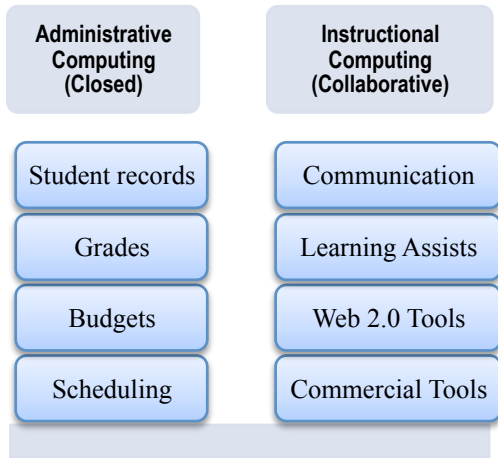 Administrative
Computing
(Closed)
Instructional
Computing
(Collaborative)
Student records
Grades
Budgets
Scheduling
Communication
Learning Assists
Web 2.0 Tools
Commercial Tools